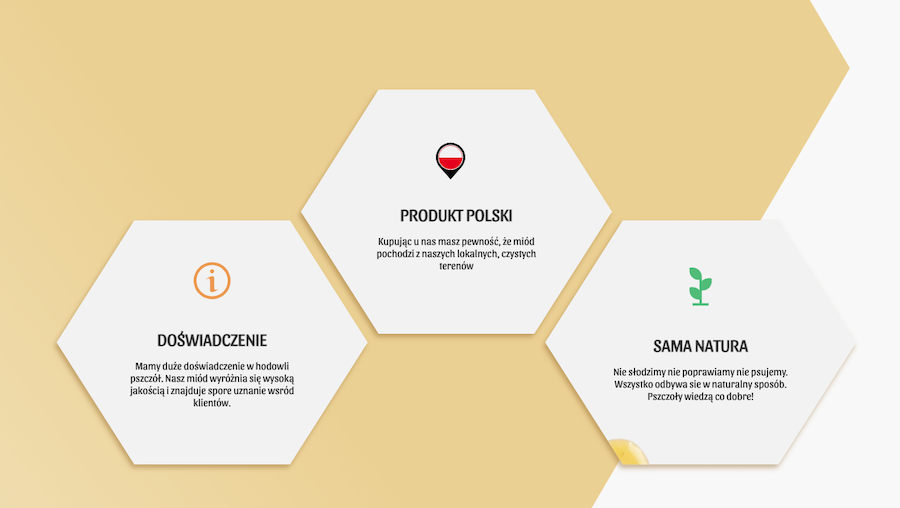 PRODUKT POLSKI
Kupując u nas masz pewność, że miód
pochodzi z naszych lokalnych, czystych
terenów
DOŚWIADCZENIE
Mamy duże doświadczenie w hodowli
pszczół. Nasz miód wyróżnia się wysoką
jakością i znajduje spore uznanie wsród
klientów.
SAMA NATURA
Nie słodzimy nie poprawiamy nie psujemy.
Wszystko odbywa sie w naturalny sposób.
Pszczoły wiedzą co dobre!